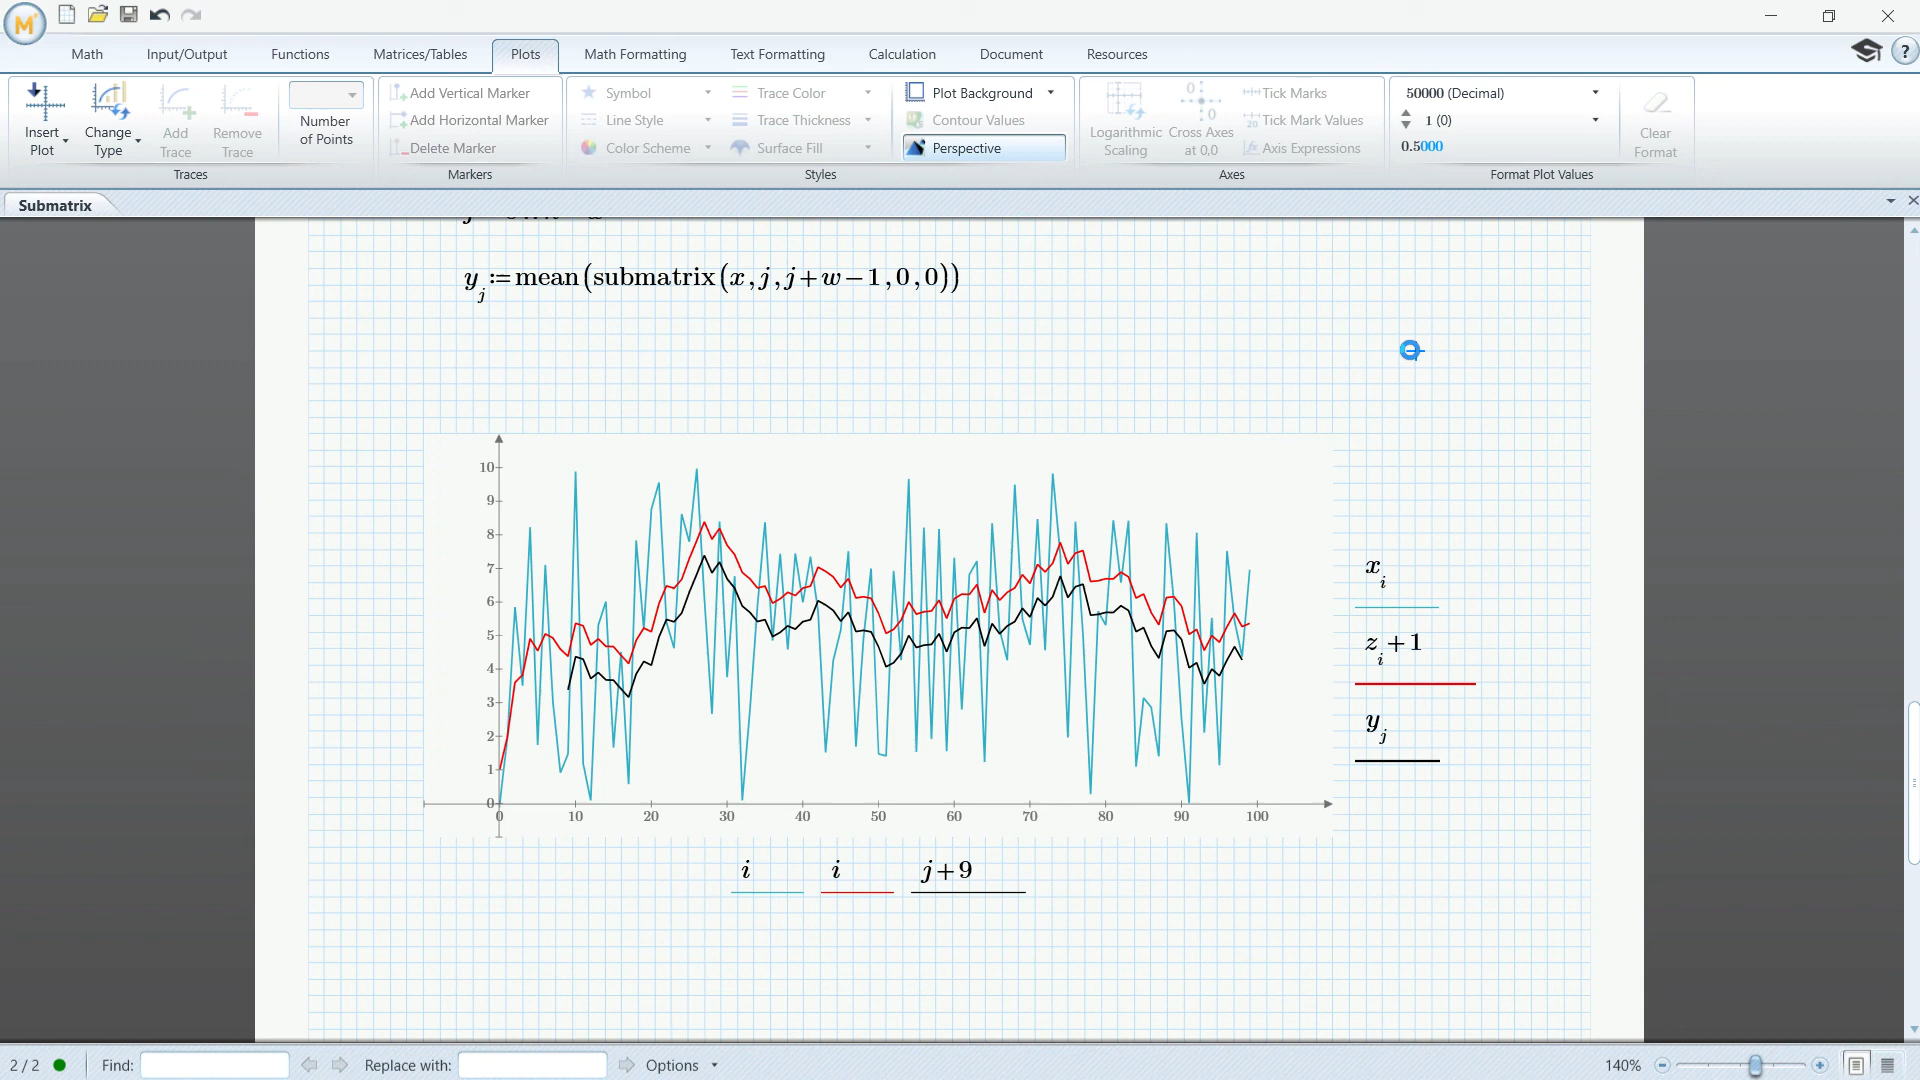 Math Input/Output Functions Matrices/Tables Plots Math Formatting Text Formatting Calculation Document Resources
Insert Plot
Change Type
Add Trace
Remove Trace
Number of Points
Traces
Add Vertical Marker
Add Horizontal Marker
Delete Marker
Markers
Symbol
Line Style
Color Scheme
Trace Color
Trace Thickness
Surface Fill
Plot Background
Contour Values
Perspective
Styles
Logarithmic Scaling
Cross Axes at 0,0
Tick Marks
Tick Mark Values
Axis Expressions
Axes
50000 (Decimal)
1 (0)
0.5000
Format Plot Values
Clear Format
Submatrix
y_j := mean(submatrix(x, j, j+w−1, 0, 0))
10
9
8
7
6
5
4
3
2
1
0
0 10 20 30 40 50 60 70 80 90 100
x_i
z_i+1
y_j
i i j+9
2 / 2 Find: Replace with: Options 140%